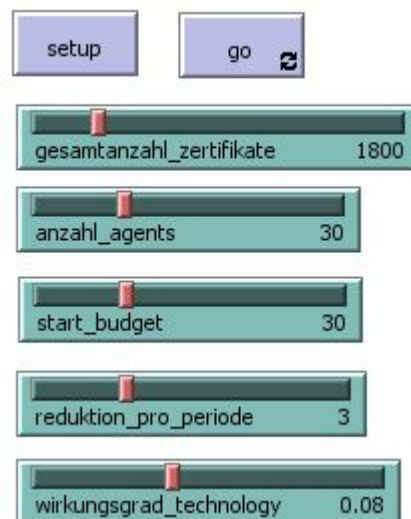 setup
go
gesamtanzahl_zertifikate 1800
anzahl_agents 30
start_budget 30
reduktion_pro_periode 3
wirkungsgrad_technology 0.08